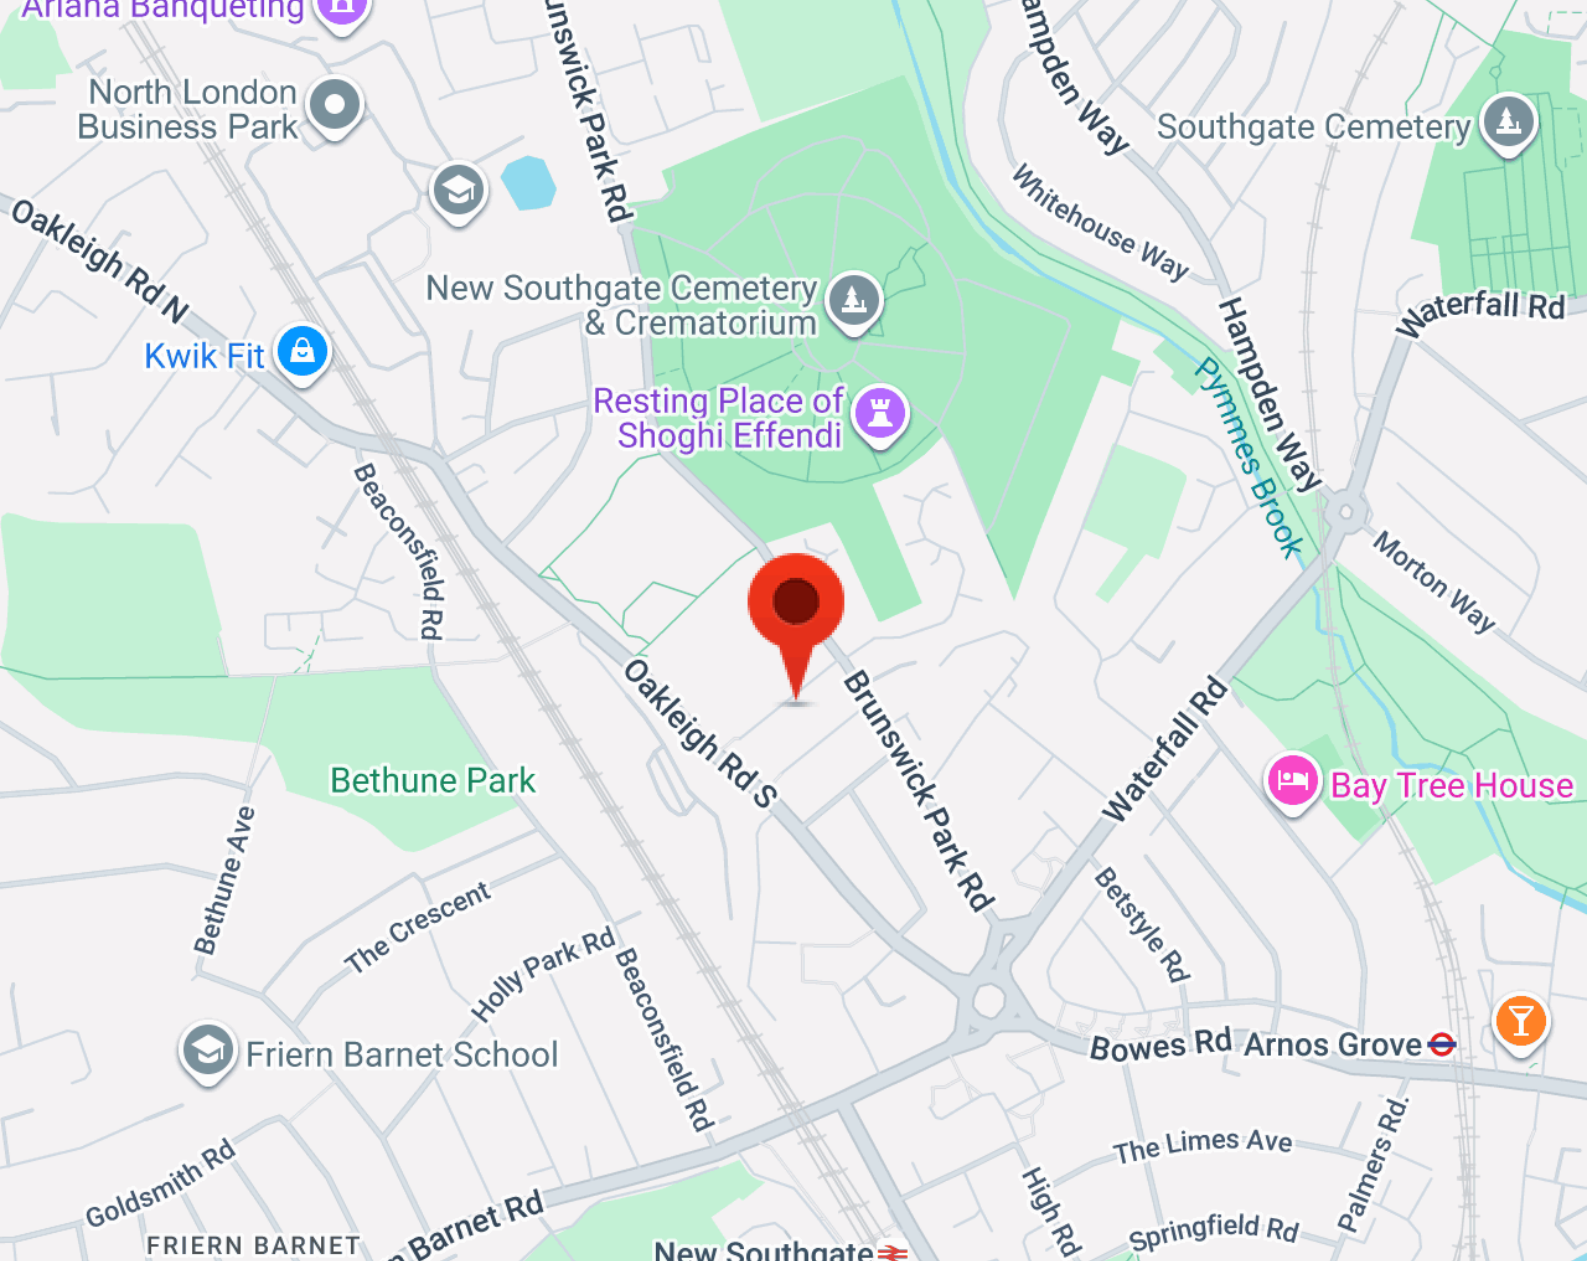 Ariana Banqueting
North London
Business Park
unswick Park Rd
ampden Way
Southgate Cemetery
Whitehouse Way
Oakleigh Rd N
New Southgate Cemetery
& Crematorium
Waterfall Rd
Kwik Fit
Hampden Way
Pymmes Brook
Resting Place of
Shoghi Effendi
Beaconsfield Rd
Morton Way
Oakleigh Rd S
Brunswick Park Rd
Waterfall Rd
Bethune Park
Bay Tree House
Bethune Ave
The Crescent
Holly Park Rd
Betstyle Rd
Beaconsfield Rd
Friern Barnet School
Bowes Rd
Arnos Grove
The Limes Ave
Palmers Rd.
Goldsmith Rd
High Rd
Springfield Rd
n Barnet Rd
FRIERN BARNET
New Southgate